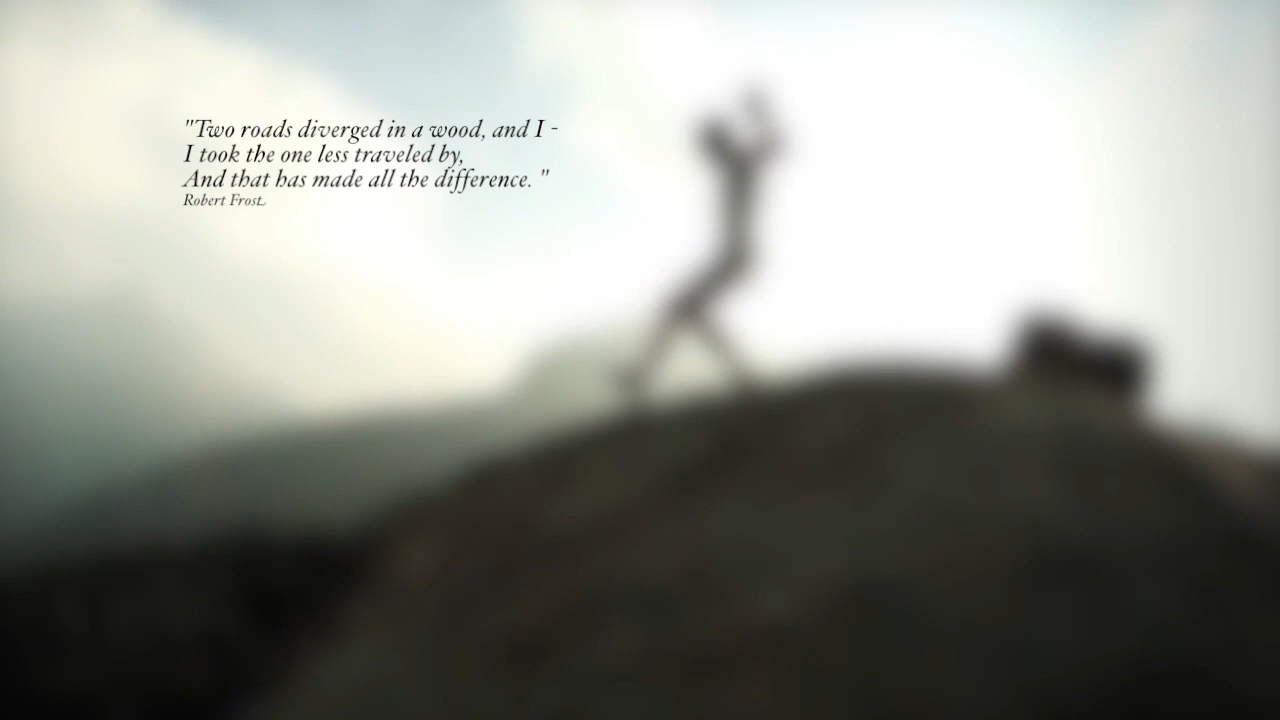 "Two roads diverged in a wood, and I -
I took the one less traveled by,
And that has made all the difference. "
Robert Frost